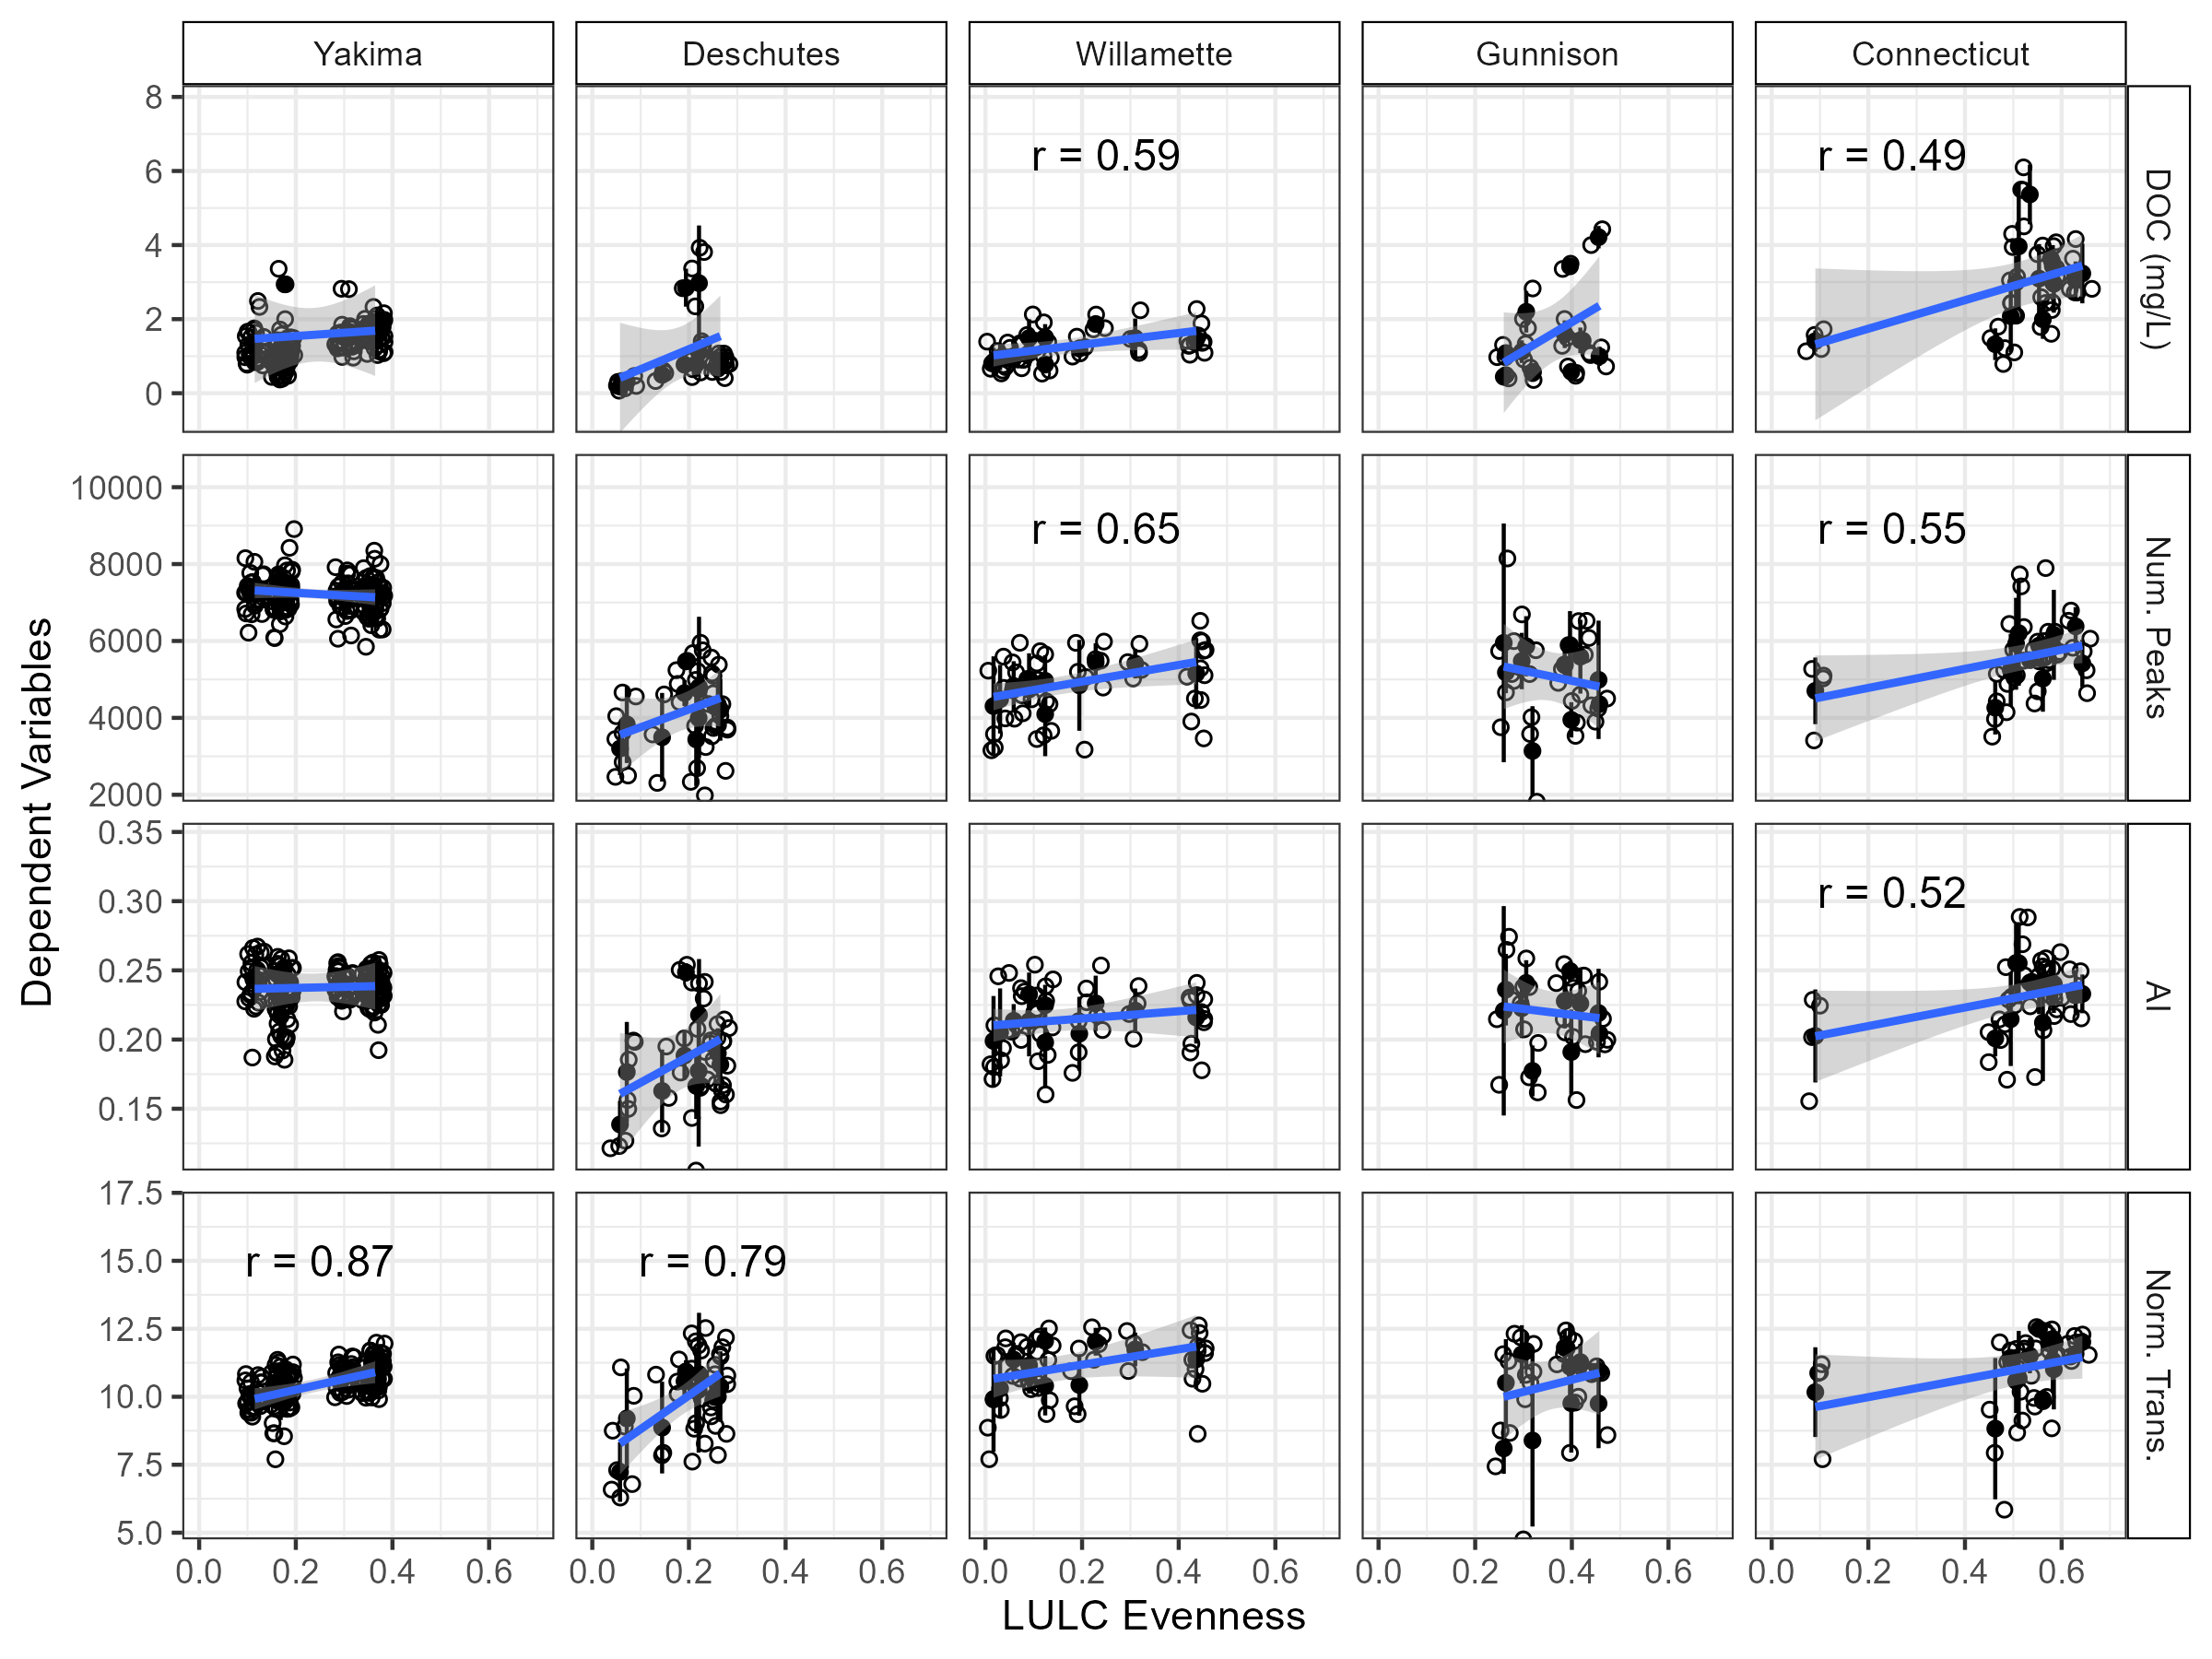 Yakima Deschutes Willamette Gunnison Connecticut
8
6
4
2
0
r = 0.59
r = 0.49
DOC (mg/L)
10000
8000
6000
4000
2000
r = 0.65
r = 0.55
Num. Peaks
Dependent Variables
0.35
0.30
0.25
0.20
0.15
r = 0.52
AI
17.5
15.0
12.5
10.0
7.5
5.0
r = 0.87
r = 0.79
Norm. Trans.
0.0 0.2 0.4 0.6 0.0 0.2 0.4 0.6 0.0 0.2 0.4 0.6 0.0 0.2 0.4 0.6 0.0 0.2 0.4 0.6
LULC Evenness